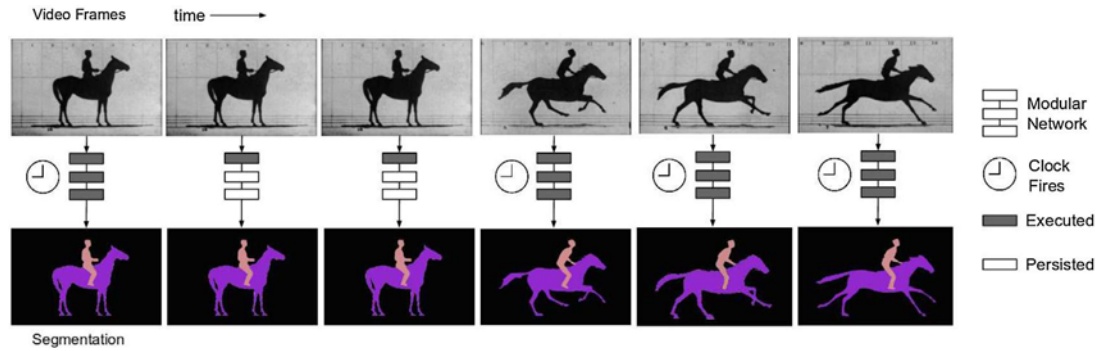 Video Frames
time
Modular
Network
Clock
Fires
Executed
Persisted
Segmentation